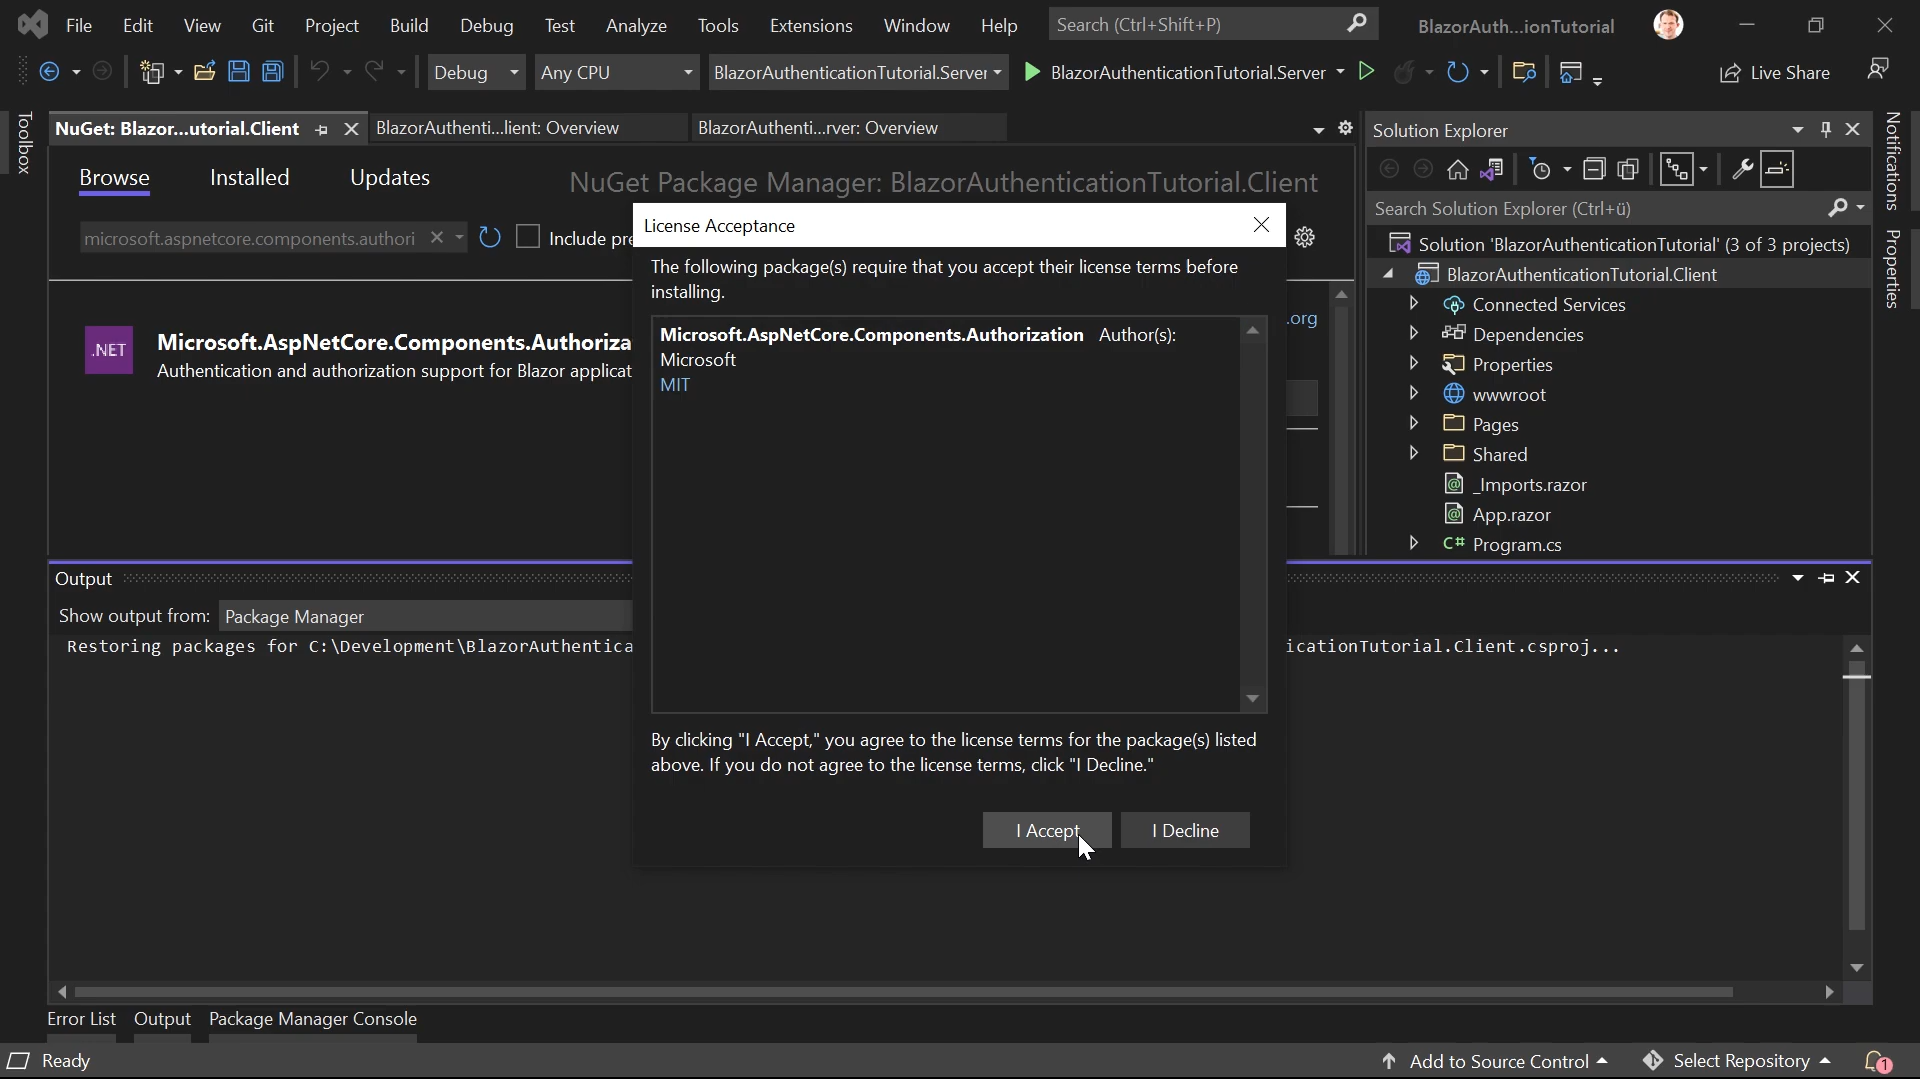 File Edit View Git Project Build Debug Test Analyze Tools Extensions Window Help Search (Ctrl+Shift+P) BlazorAuth...ionTutorial
Debug Any CPU BlazorAuthenticationTutorial.Server BlazorAuthenticationTutorial.Server Live Share
Toolbox
NuGet: Blazor...utorial.Client BlazorAuthenti...lient: Overview BlazorAuthenti...rver: Overview
Browse Installed Updates NuGet Package Manager: BlazorAuthenticationTutorial.Client
microsoft.aspnetcore.components.authori Include pre
.org
.NET Microsoft.AspNetCore.Components.Authoriza
Authentication and authorization support for Blazor applicat
License Acceptance
The following package(s) require that you accept their license terms before
installing.
Microsoft.AspNetCore.Components.Authorization Author(s):
Microsoft
MIT
By clicking "I Accept," you agree to the license terms for the package(s) listed
above. If you do not agree to the license terms, click "I Decline."
I Accept I Decline
Solution Explorer
Search Solution Explorer (Ctrl+ü)
Solution 'BlazorAuthenticationTutorial' (3 of 3 projects)
BlazorAuthenticationTutorial.Client
Connected Services
Dependencies
Properties
wwwroot
Pages
Shared
_Imports.razor
App.razor
C# Program.cs
Notifications
Properties
Output
Show output from: Package Manager
Restoring packages for C:\Development\BlazorAuthentica
icationTutorial.Client.csproj...
Error List Output Package Manager Console
Ready Add to Source Control Select Repository 1